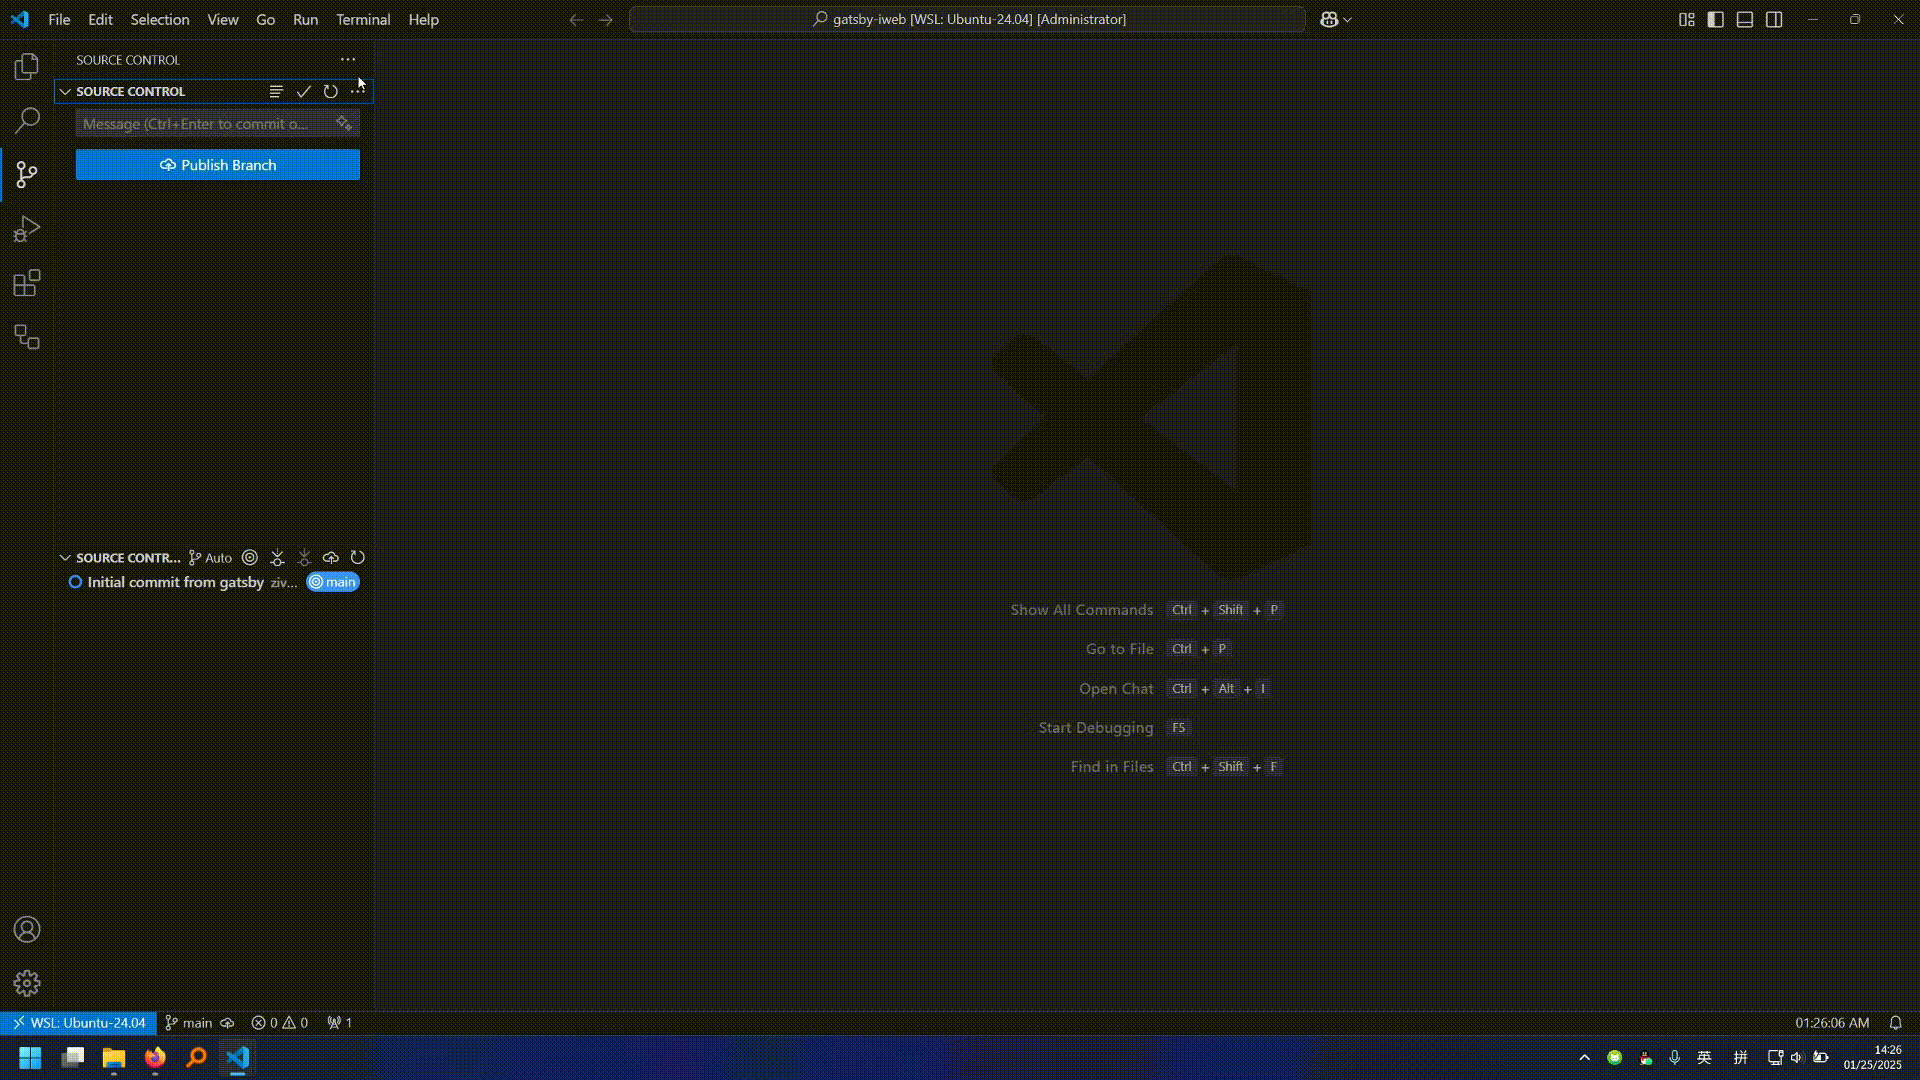 File Edit Selection View Go Run Terminal Help
gatsby-iweb [WSL: Ubuntu-24.04] [Administrator]
SOURCE CONTROL
SOURCE CONTROL
Message (Ctrl+Enter to commit o...
Publish Branch
SOURCE CONTR... Auto
Initial commit from gatsby ziv... main
Show All Commands Ctrl + Shift + P
Go to File Ctrl + P
Open Chat Ctrl + Alt + I
Start Debugging F5
Find in Files Ctrl + Shift + F
WSL: Ubuntu-24.04 main 0 0 1 01:26:06 AM
英 拼 14:26
01/25/2025